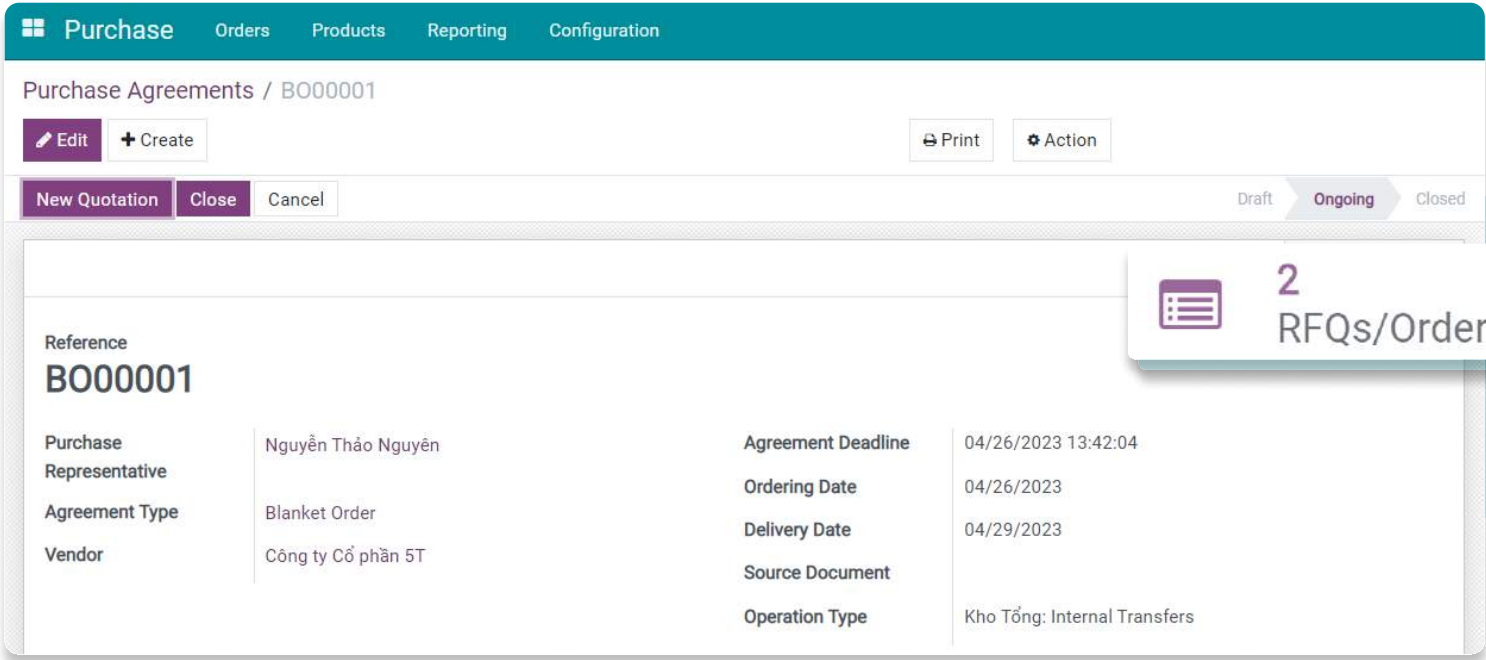 Purchase Orders Products Reporting Configuration
Purchase Agreements / BO00001
Edit Create Print Action
New Quotation Close Cancel Draft Ongoing Closed
2
RFQs/Order
Reference
BO00001
Purchase Representative Nguyễn Thảo Nguyên
Agreement Type Blanket Order
Vendor Công ty Cổ phần 5T
Agreement Deadline 04/26/2023 13:42:04
Ordering Date 04/26/2023
Delivery Date 04/29/2023
Source Document
Operation Type Kho Tổng: Internal Transfers